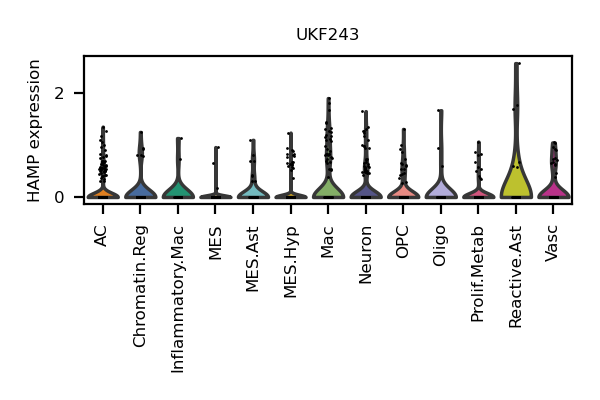 UKF243
HAMP expression
2
0
AC
Chromatin.Reg
Inflammatory.Mac
MES
MES.Ast
MES.Hyp
Mac
Neuron
OPC
Oligo
Prolif.Metab
Reactive.Ast
Vasc